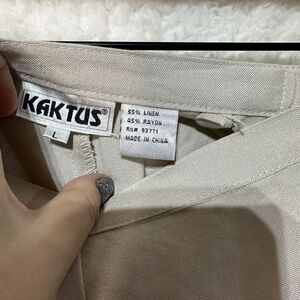 KAKTUS®
L
55% LINEN
45% RAYON
RN# 93771
MADE IN CHINA